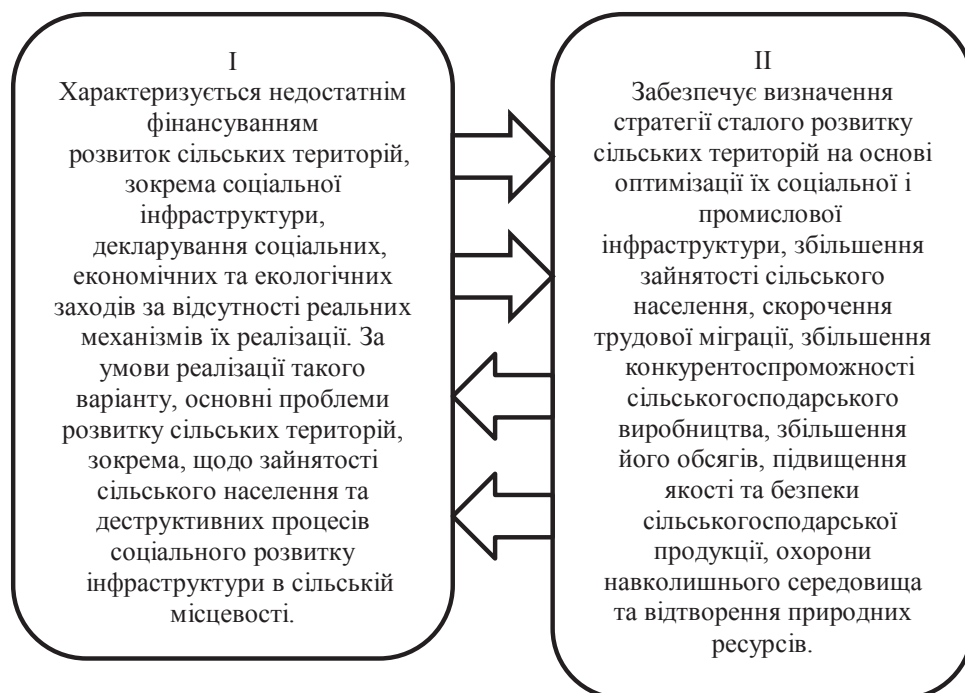 I
Характеризується недостатнім
фінансуванням
розвиток сільських територій,
зокрема соціальної
інфраструктури,
декларування соціальних,
економічних та екологічних
заходів за відсутності реальних
механізмів їх реалізації. За
умови реалізації такого
варіанту, основні проблеми
розвитку сільських територій,
зокрема, щодо зайнятості
сільського населення та
деструктивних процесів
соціального розвитку
інфраструктури в сільській
місцевості.
II
Забезпечує визначення
стратегії сталого розвитку
сільських територій на основі
оптимізації їх соціальної і
промислової
інфраструктури, збільшення
зайнятості сільського
населення, скорочення
трудової міграції, збільшення
конкурентоспроможності
сільськогосподарського
виробництва, збільшення
його обсягів, підвищення
якості та безпеки
сільськогосподарської
продукції, охорони
навколишнього середовища
та відтворення природних
ресурсів.